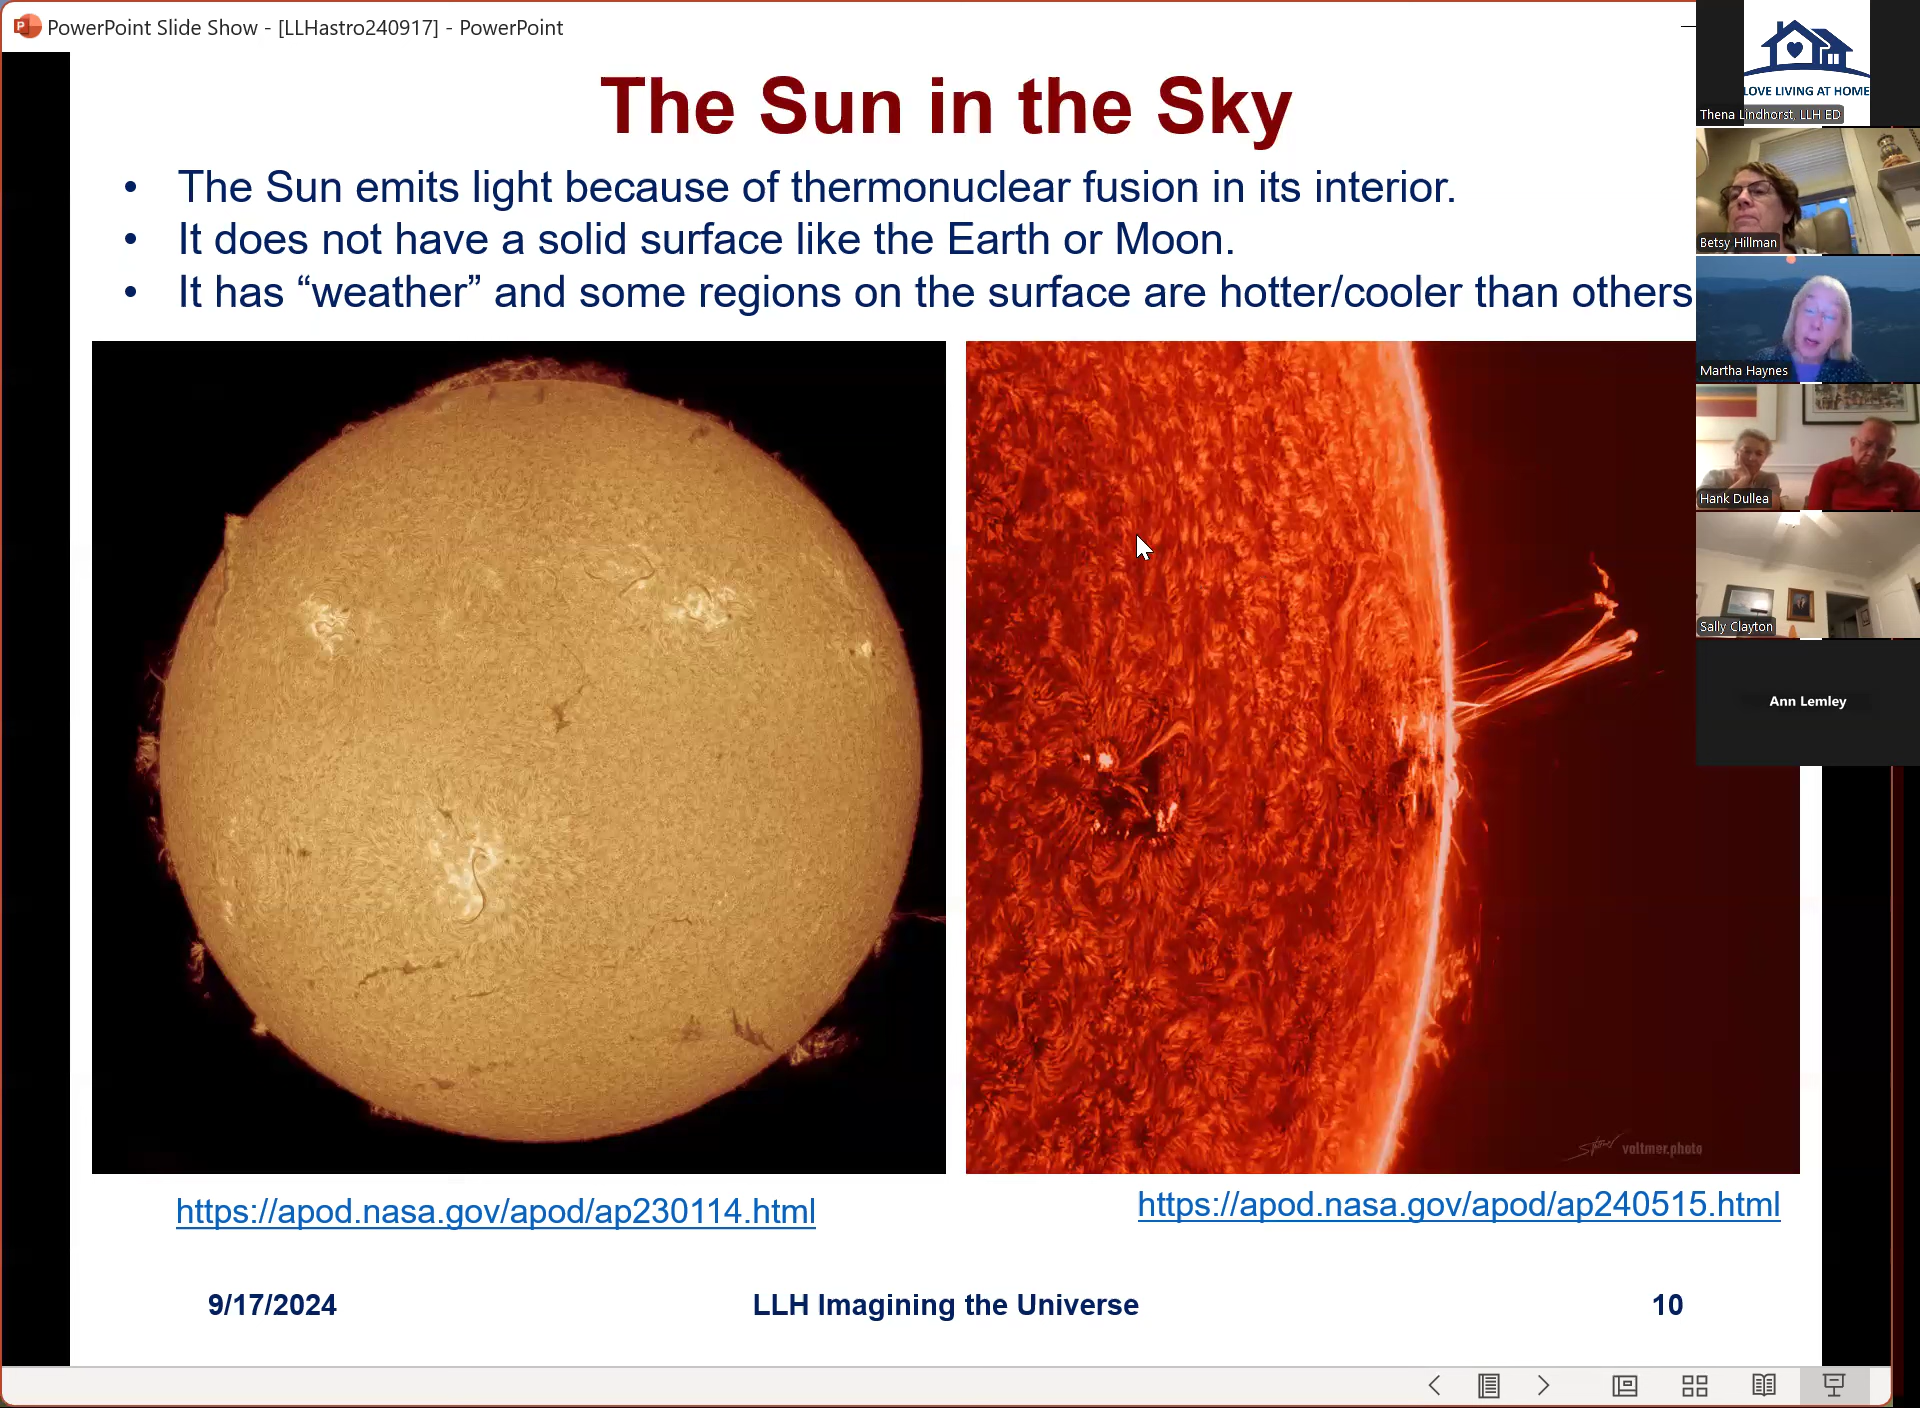 PowerPoint Slide Show - [LLHastro240917] - PowerPoint
The Sun in the Sky
• The Sun emits light because of thermonuclear fusion in its interior.
• It does not have a solid surface like the Earth or Moon.
• It has “weather” and some regions on the surface are hotter/cooler than others
voltmer.photo
https://apod.nasa.gov/apod/ap230114.html
https://apod.nasa.gov/apod/ap240515.html
9/17/2024
LLH Imagining the Universe
10
LOVE LIVING AT HOME
Thena Lindhorst, LLH ED
Betsy Hillman
Martha Haynes
Hank Dullea
Sally Clayton
Ann Lemley